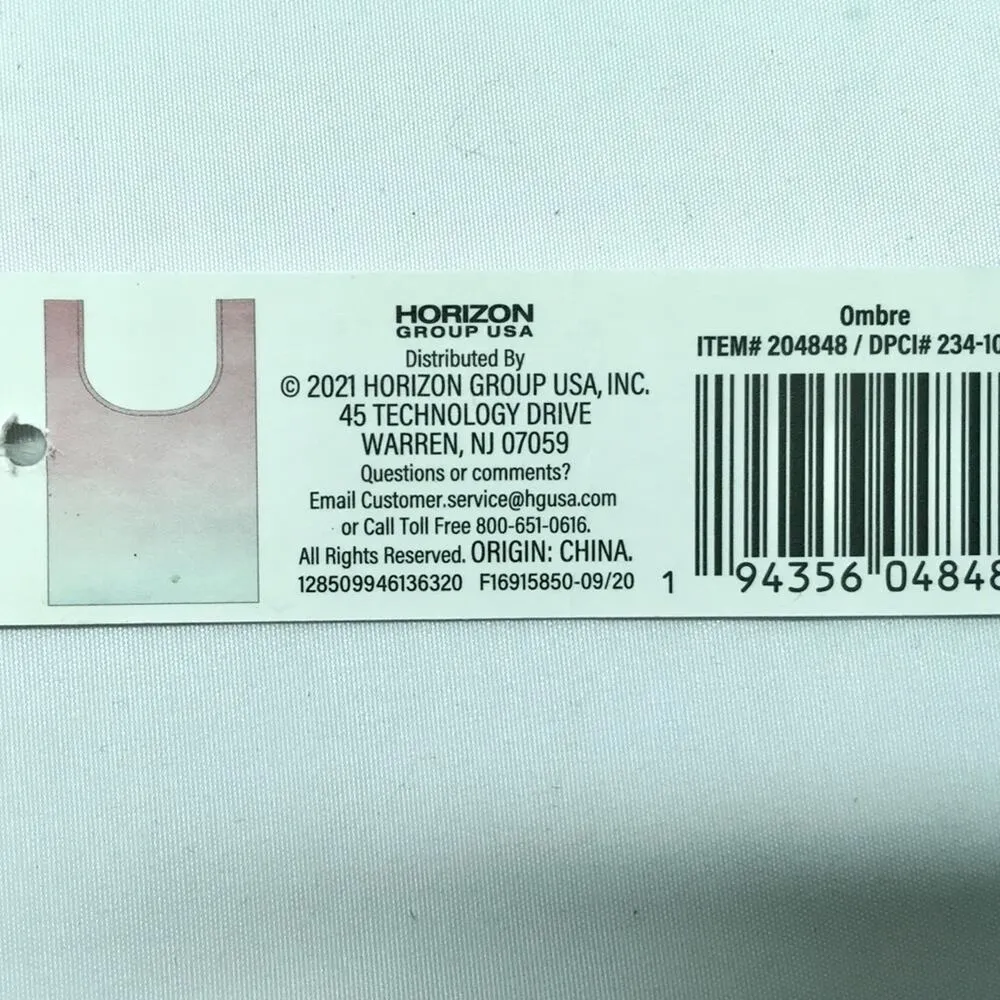 HORIZON
GROUP USA
Distributed By
© 2021 HORIZON GROUP USA, INC.
45 TECHNOLOGY DRIVE
WARREN, NJ 07059
Questions or comments?
Email Customer.service@hgusa.com
or Call Toll Free 800-651-0616.
All Rights Reserved. ORIGIN: CHINA.
128509946136320 F16915850-09/20
Ombre
ITEM# 204848 / DPCI# 234-10
1 94356 04848